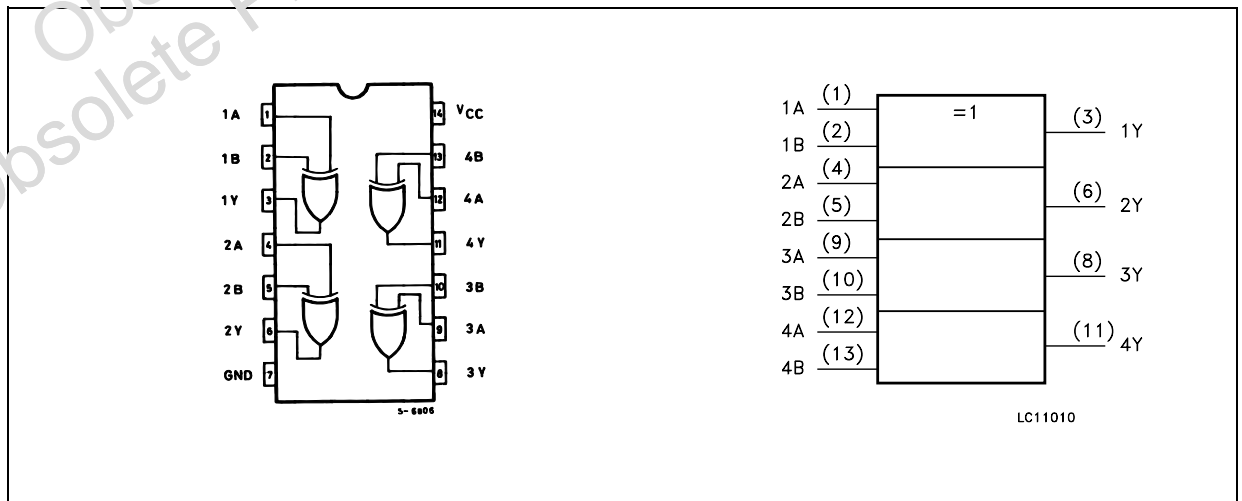 Obsolete P
1A 1 14 VCC
1B 2 13 4B
1Y 3 12 4A
2A 4 11 4Y
2B 5 10 3B
2Y 6 9 3A
GND 7 8 3Y
S-6806
=1
1A (1)
1B (2)
2A (4)
2B (5)
3A (9)
3B (10)
4A (12)
4B (13)
(3) 1Y
(6) 2Y
(8) 3Y
(11) 4Y
LC11010